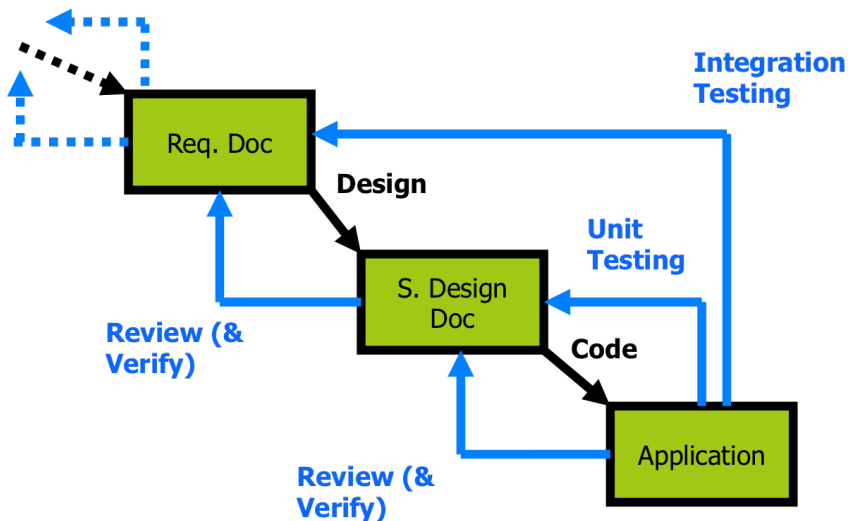 Integration
Testing
Req. Doc
Design
Unit
Testing
S. Design
Doc
Review (&
Verify)
Code
Application
Review (&
Verify)